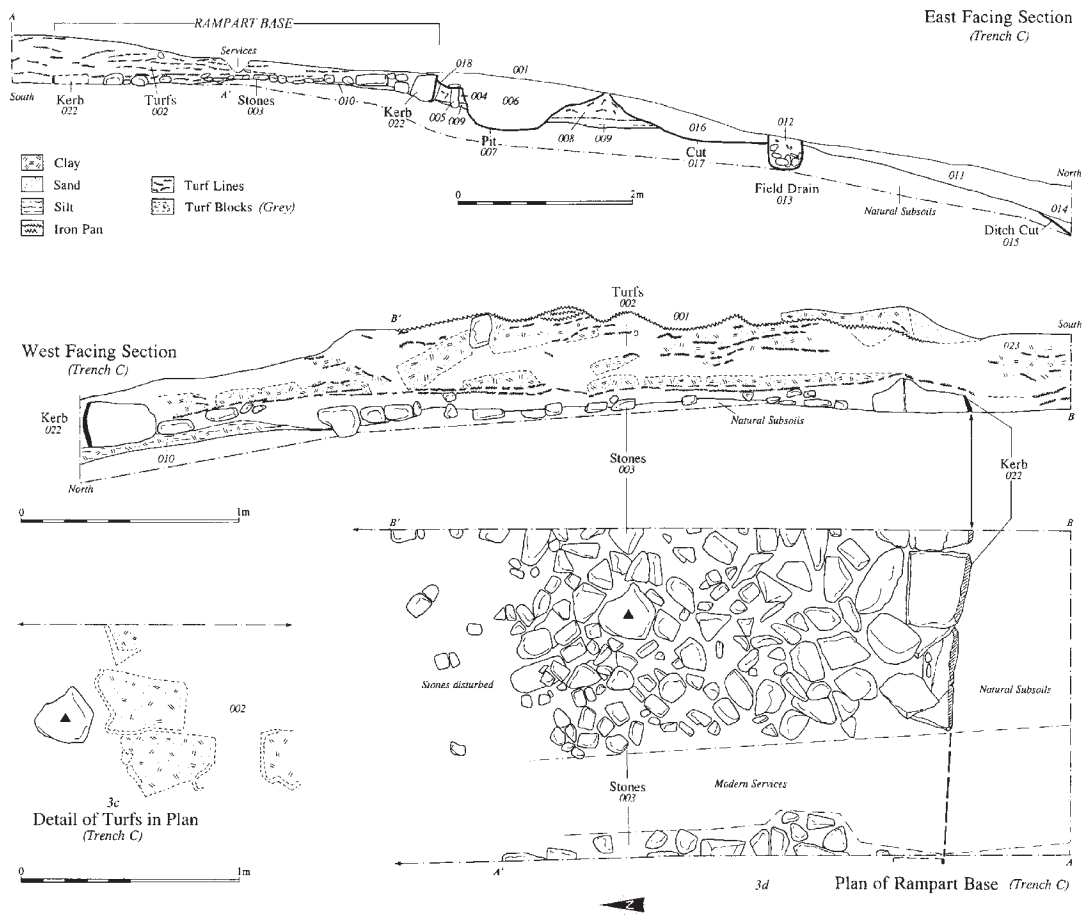 A
RAMPART BASE
East Facing Section
(Trench C)
Services
018
001
South
Kerb
022
Turfs
002
A'
Stones
003
010
Kerb
022
005
009
004
006
Pit
007
008
009
016
Cut
017
012
Field Drain
013
Natural Subsoils
011
North
014
Ditch Cut
015
Clay
Sand
Silt
Iron Pan
Turf Lines
Turf Blocks (Grey)
0
2m
West Facing Section
(Trench C)
B'
Turfs
002
001
South
023
Kerb
022
010
North
Natural Subsoils
B
Stones
003
Kerb
022
0
1m
B'
B
Stones disturbed
Natural Subsoils
002
3c
Detail of Turfs in Plan
(Trench C)
Stones
003
Modern Services
0
1m
A'
A
3d
Plan of Rampart Base (Trench C)
N